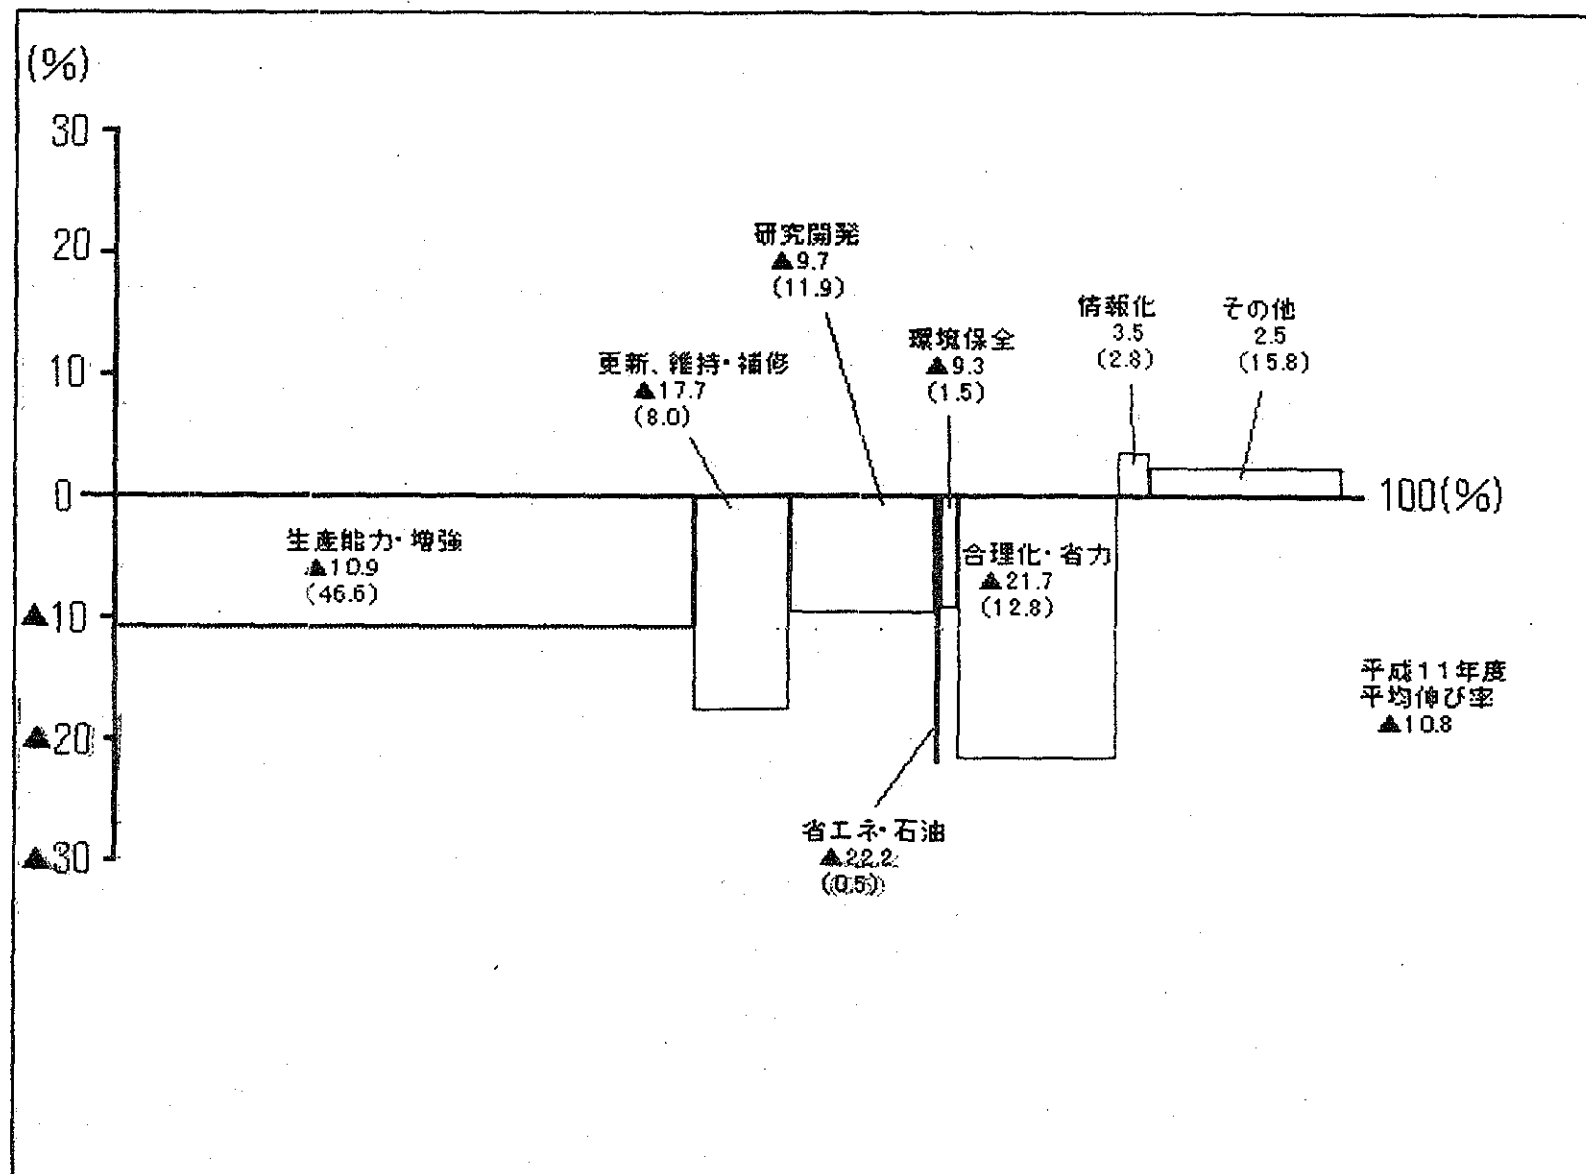 (%)
30
20
10
0
▲10
▲20
▲30
100(%)
生産能力・増強
▲10.9
(46.6)
更新、維持・補修
▲17.7
(8.0)
研究開発
▲9.7
(11.9)
省エネ・石油
▲22.2
(0.5)
環境保全
▲9.3
(1.5)
合理化・省力
▲21.7
(12.8)
情報化
3.5
(2.8)
その他
2.5
(15.8)
平成11年度
平均伸び率
▲10.8